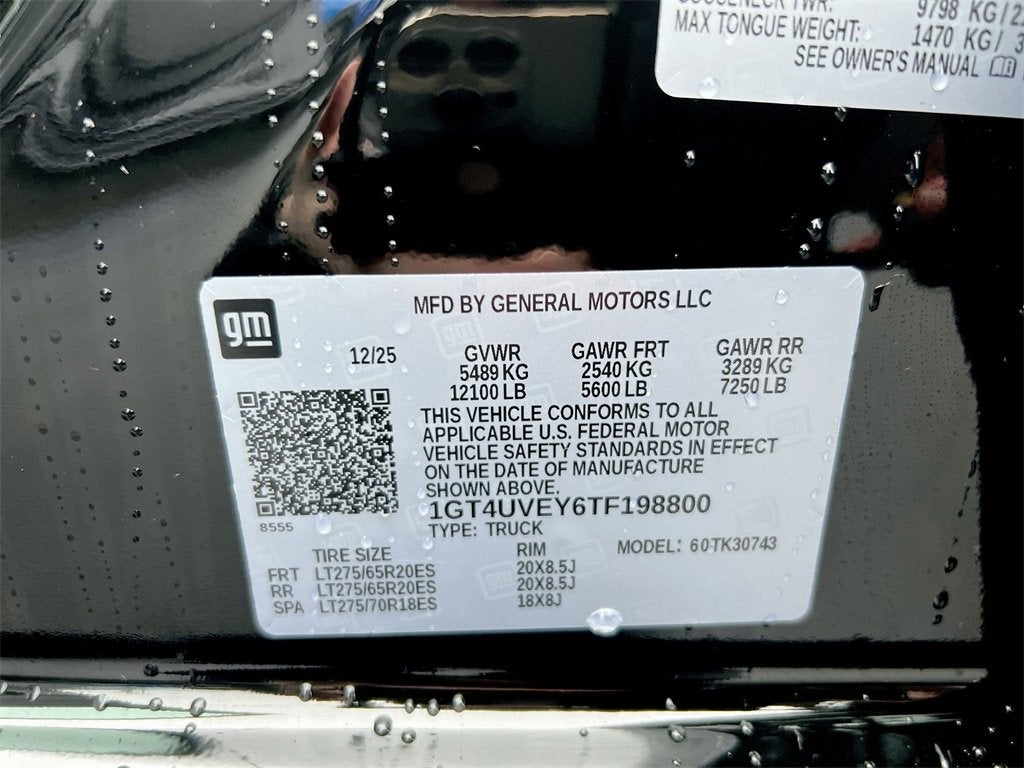 9798 KG/
MAX TONGUE WEIGHT: 1470 KG/ 3
SEE OWNER'S MANUAL
gm
MFD BY GENERAL MOTORS LLC
12/25 GVWR GAWR FRT GAWR RR
5489 KG 2540 KG 3289 KG
12100 LB 5600 LB 7250 LB
THIS VEHICLE CONFORMS TO ALL
APPLICABLE U.S. FEDERAL MOTOR
VEHICLE SAFETY STANDARDS IN EFFECT
ON THE DATE OF MANUFACTURE
SHOWN ABOVE.
1GT4UVEY6TF198800
8555
TYPE: TRUCK
TIRE SIZE RIM MODEL: 60TK30743
FRT LT275/65R20ES 20X8.5J
RR LT275/65R20ES 20X8.5J
SPA LT275/70R18ES 18X8J